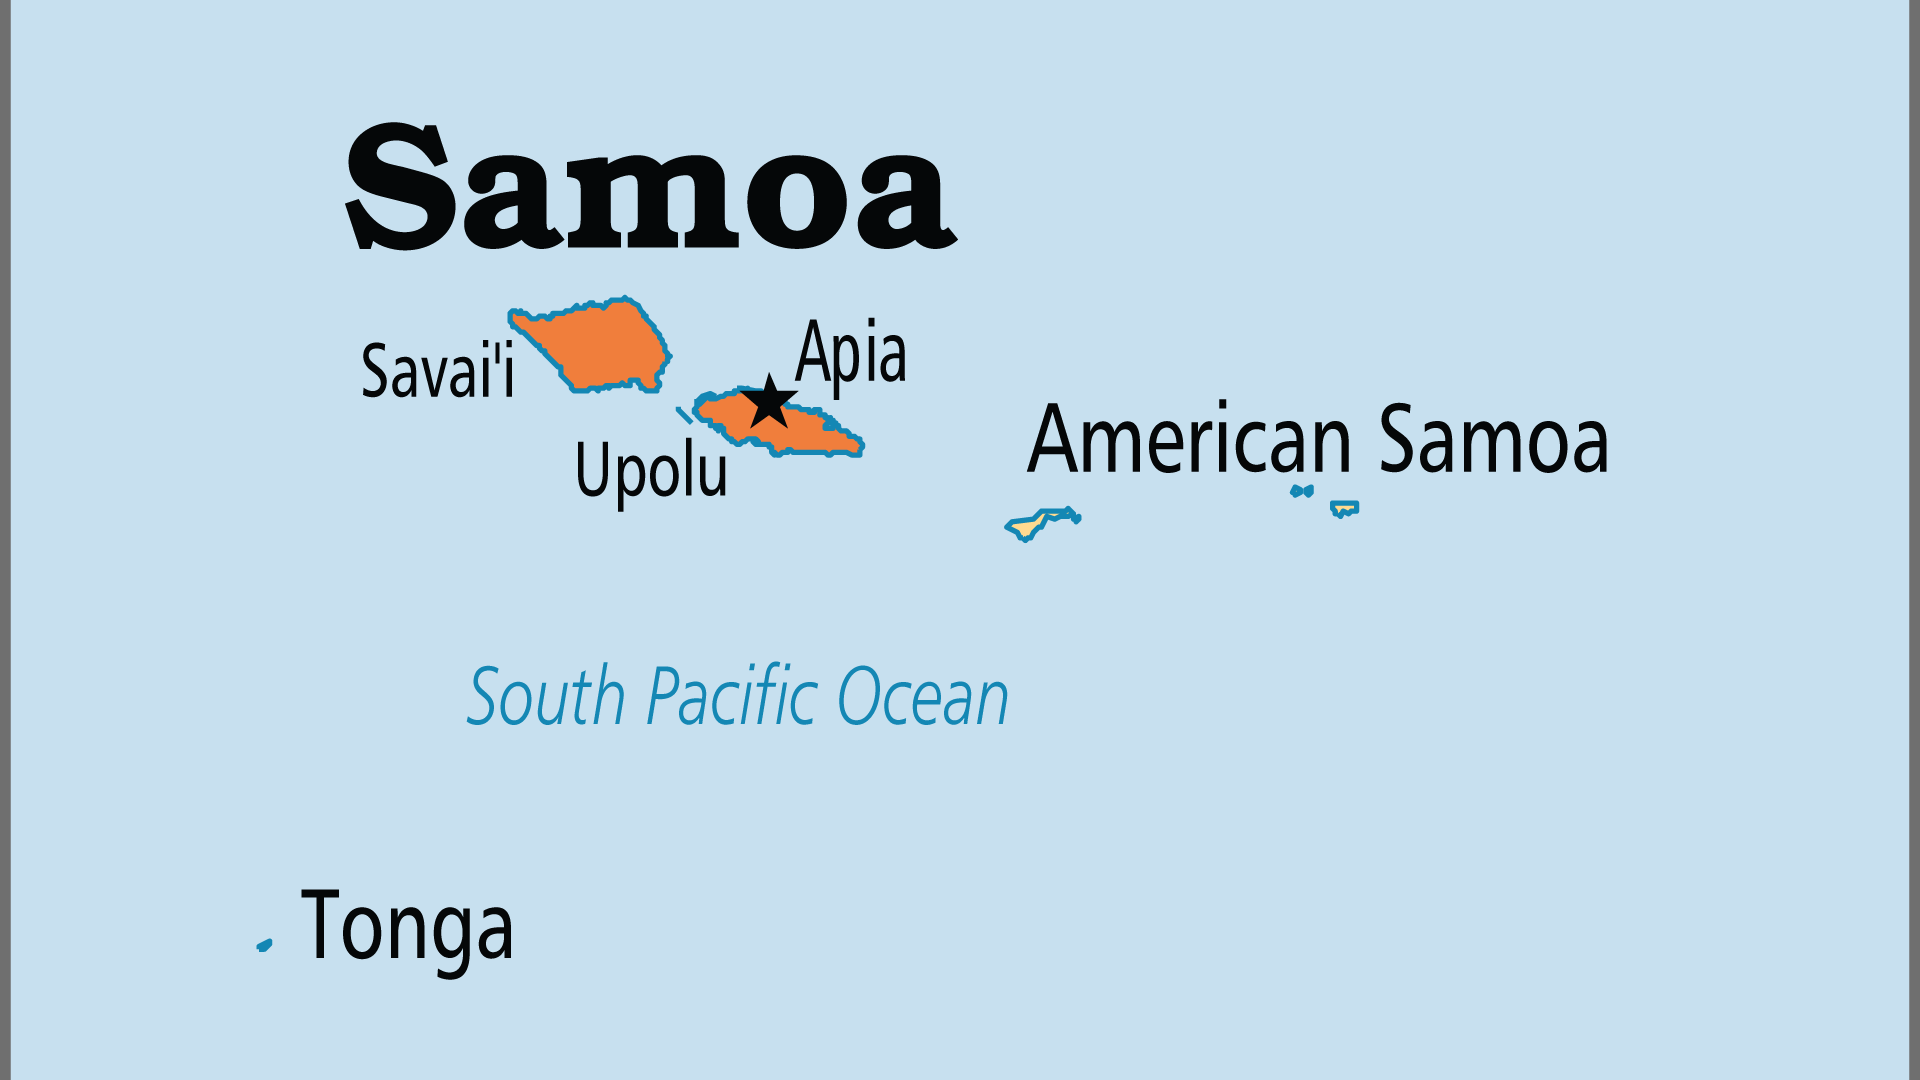 Samoa
Apia
Savai'i
American Samoa
Upolu
South Pacific Ocean
Tonga